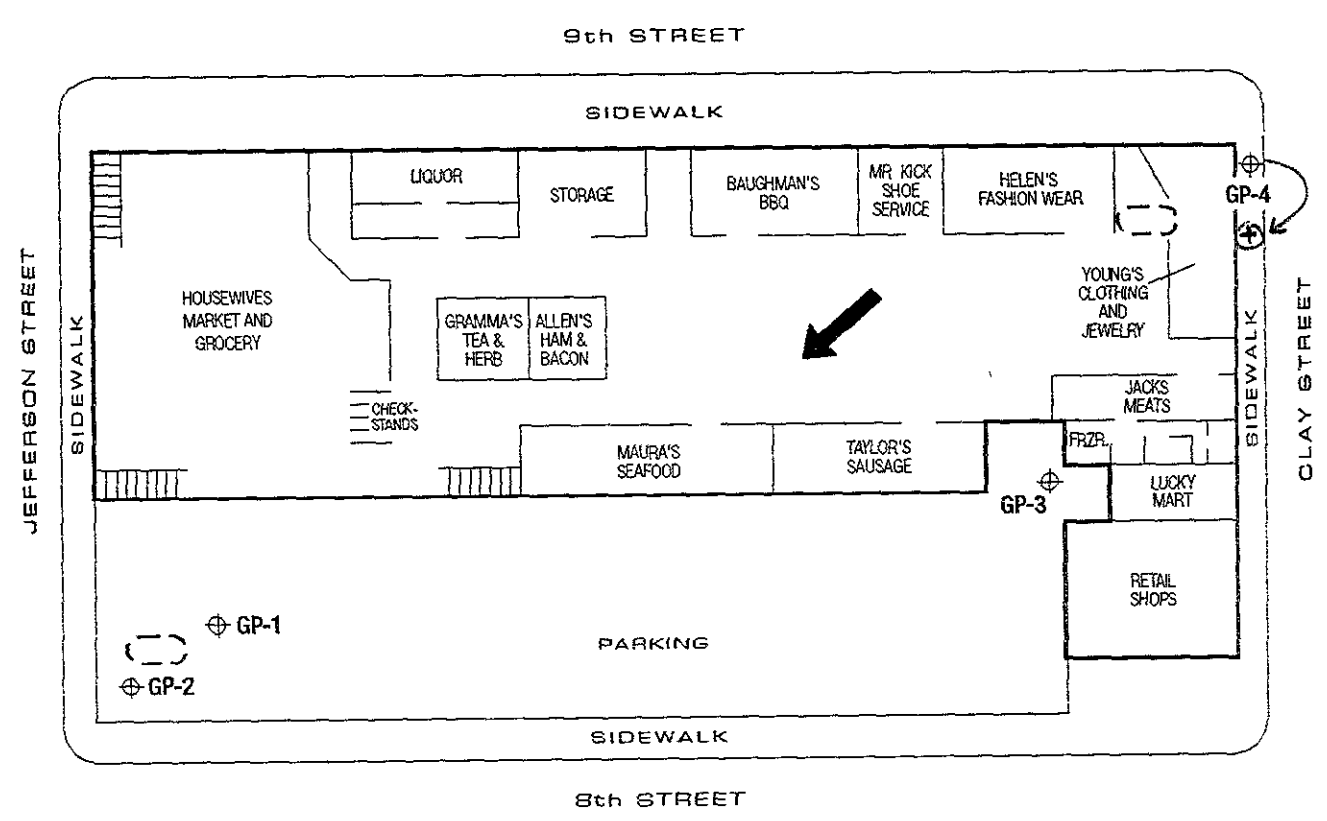 9th STREET
SIDEWALK
LIQUOR
STORAGE
BAUGHMAN'S
BBQ
MR. KICK
SHOE
SERVICE
HELEN'S
FASHION WEAR
GP-4
YOUNG'S
CLOTHING
AND
JEWELRY
HOUSEWIVES
MARKET AND
GROCERY
GRAMMA'S
TEA &
HERB
ALLEN'S
HAM &
BACON
JEFFERSON STREET
SIDEWALK
SIDEWALK
CLAY STREET
CHECK-
STANDS
JACKS
MEATS
MAURA'S
SEAFOOD
TAYLOR'S
SAUSAGE
FRZR.
GP-3
LUCKY
MART
RETAIL
SHOPS
GP-1
PARKING
GP-2
SIDEWALK
8th STREET